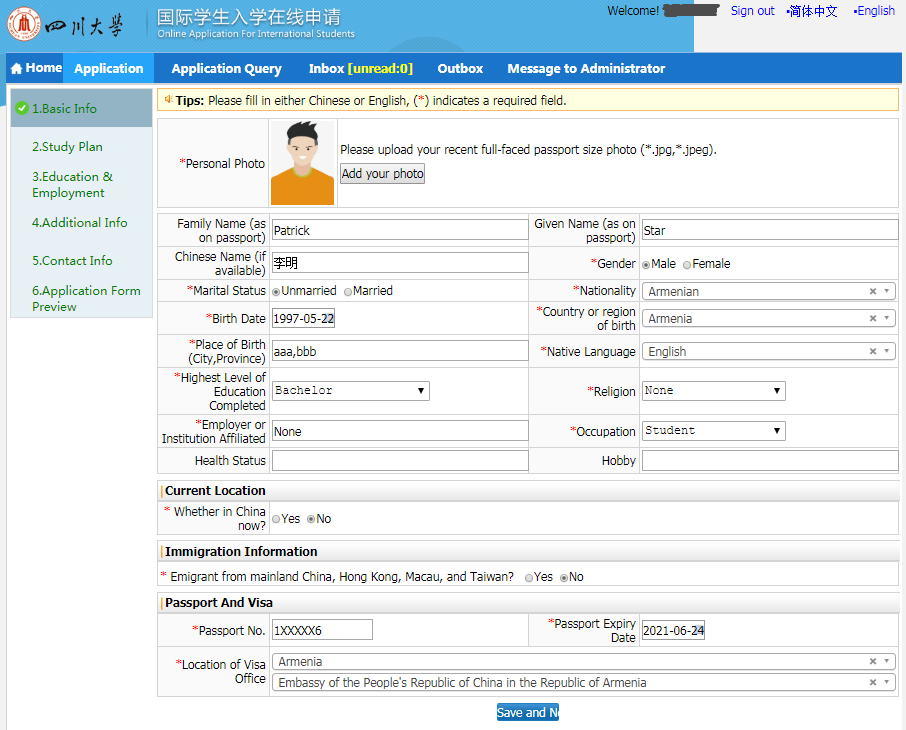 四川大学
国际学生入学在线申请
Online Application For International Students
Welcome!
Sign out
•简体中文
•English
Home
Application
Application Query
Inbox [unread:0]
Outbox
Message to Administrator
1.Basic Info
2.Study Plan
3.Education &
Employment
4.Additional Info
5.Contact Info
6.Application Form
Preview
Tips: Please fill in either Chinese or English, (*) indicates a required field.
*Personal Photo
Please upload your recent full-faced passport size photo (*.jpg,*.jpeg).
Add your photo
Family Name (as
on passport)
Patrick
Given Name (as on
passport)
Star
Chinese Name (if
available)
李明
*Gender
Male
Female
*Marital Status
Unmarried
Married
*Nationality
Armenian
*Birth Date
1997-05-22
*Country or region
of birth
Armenia
*Place of Birth
(City,Province)
aaa,bbb
*Native Language
English
*Highest Level of
Education
Completed
Bachelor
*Religion
None
*Employer or
Institution Affiliated
None
*Occupation
Student
Health Status
Hobby
Current Location
* Whether in China
now?
Yes
No
Immigration Information
* Emigrant from mainland China, Hong Kong, Macau, and Taiwan?
Yes
No
Passport And Visa
*Passport No.
1XXXXX6
*Passport Expiry
Date
2021-06-24
*Location of Visa
Office
Armenia
Embassy of the People's Republic of China in the Republic of Armenia
Save and